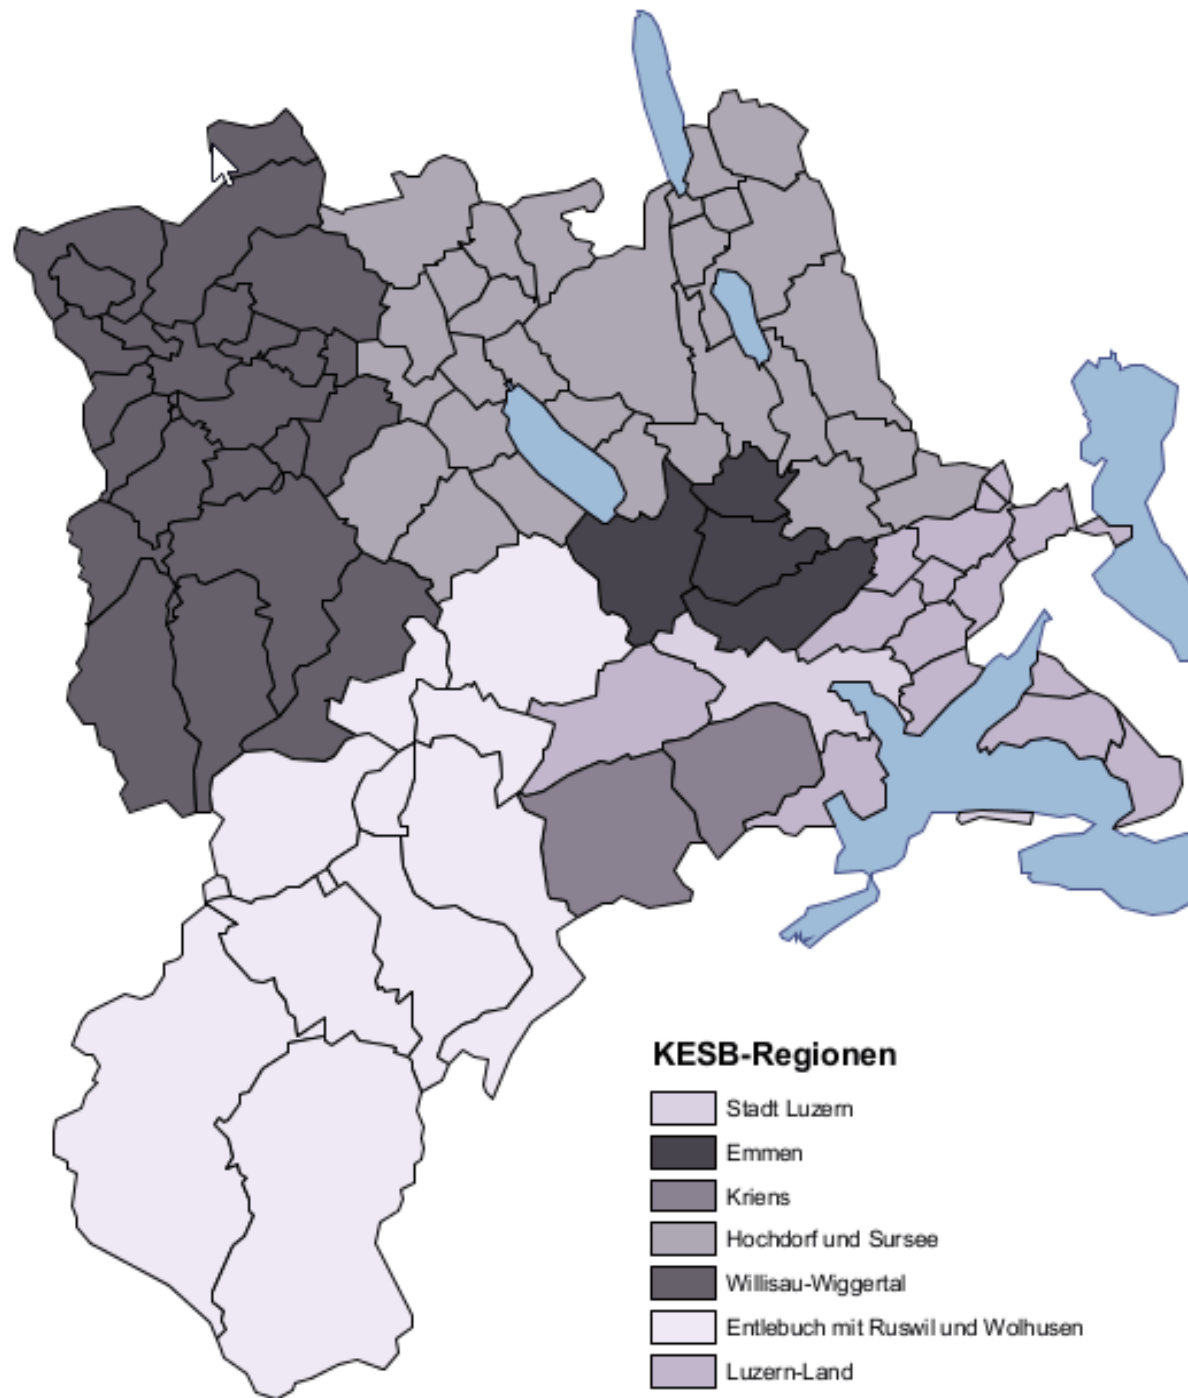 KESB-Regionen
Stadt Luzern
Emmen
Kriens
Hochdorf und Sursee
Willisau-Wiggertal
Entlebuch mit Ruswil und Wolhusen
Luzern-Land